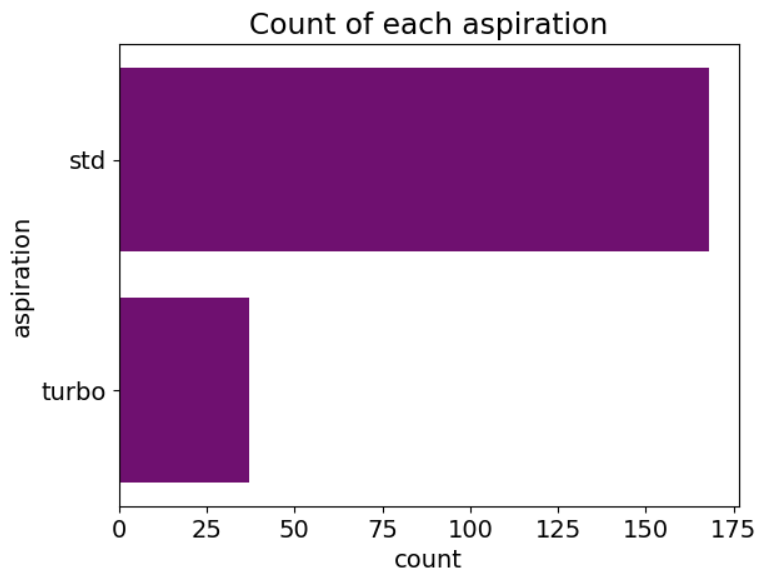 Count of each aspiration
std
turbo
aspiration
0 25 50 75 100 125 150 175
count